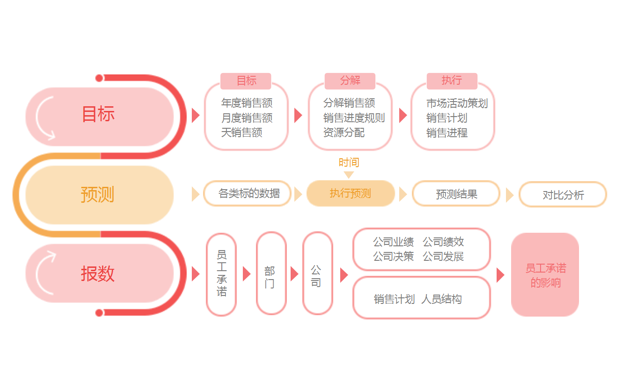 目标
目标
年度销售额
月度销售额
天销售额
分解
分解销售额
销售进度规则
资源分配
执行
市场活动策划
销售计划
销售进程
预测
各类标的数据
时间
执行预测
预测结果
对比分析
报数
员工承诺
部门
公司
公司业绩 公司绩效
公司决策 公司发展
销售计划 人员结构
员工承诺
的影响